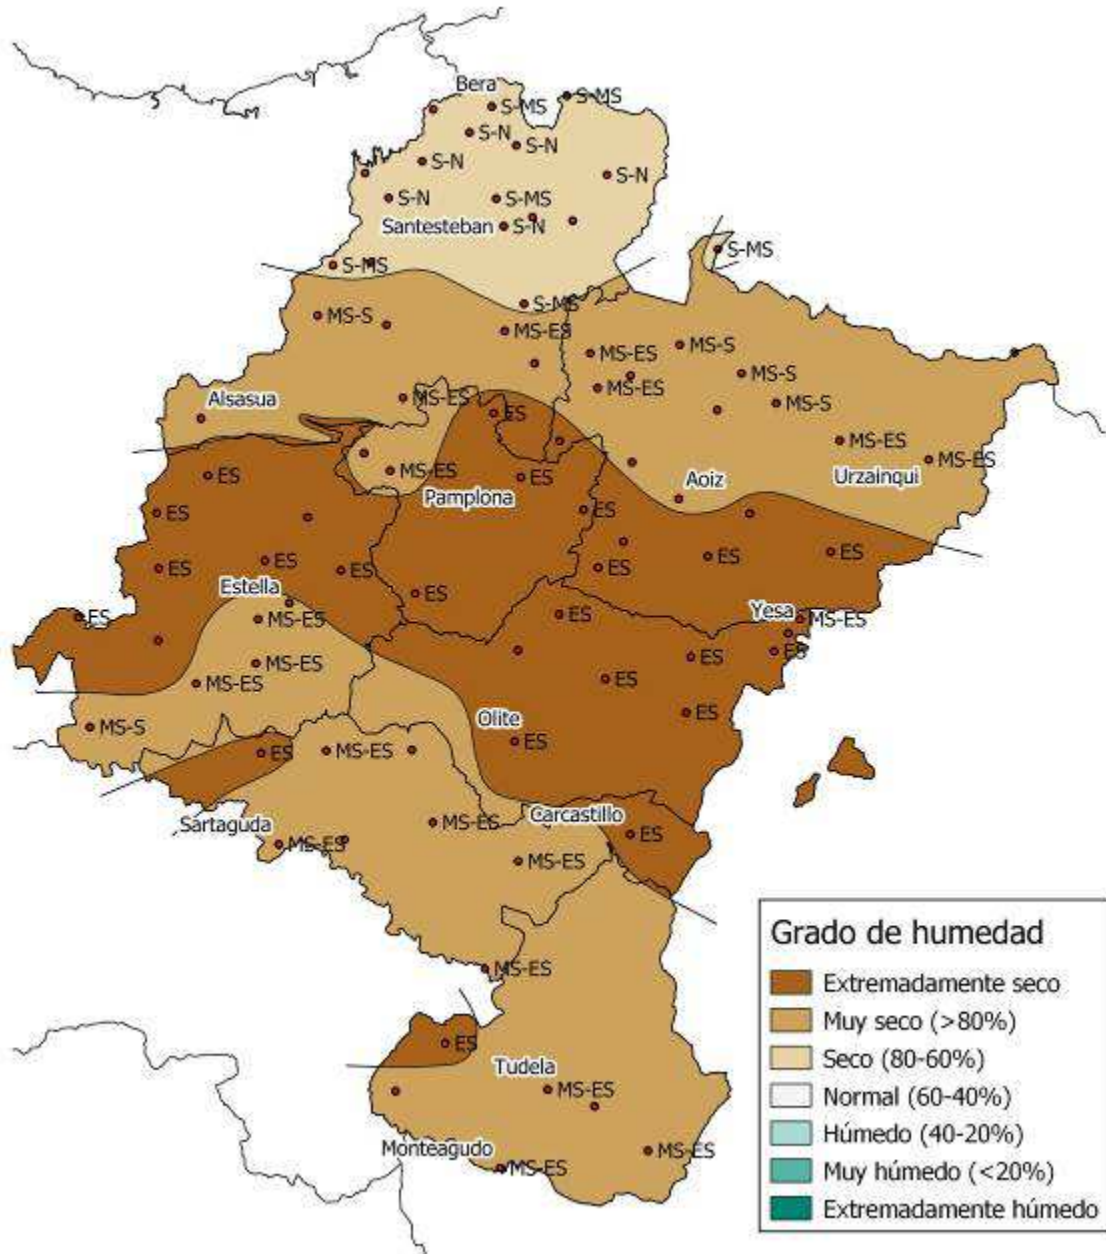 Bera
S-MS
S-MS
S-N
S-N
S-N
S-N
S-N
S-MS
Santesteban
S-N
S-MS
S-MS
S-MS
MS-S
MS-ES
MS-ES
MS-S
MS-S
MS-ES
MS-S
Alsasua
MS-ES
ES
MS-ES
MS-ES
MS-ES
Urzainqui
Aoiz
ES
ES
Pamplona
ES
ES
ES
ES
ES
ES
ES
ES
ES
Estella
ES
ES
ES
MS-ES
Yesa
MS-ES
ES
ES
MS-ES
MS-ES
ES
MS-S
ES
Olite
ES
ES
MS-ES
Sartaguda
MS-ES
Carcastillo
ES
MS-ES
MS-ES
MS-ES
ES
Tudela
MS-ES
Monteagudo
MS-ES
MS-ES
Grado de humedad
Extremadamente seco
Muy seco (>80%)
Seco (80-60%)
Normal (60-40%)
Húmedo (40-20%)
Muy húmedo (<20%)
Extremadamente húmedo